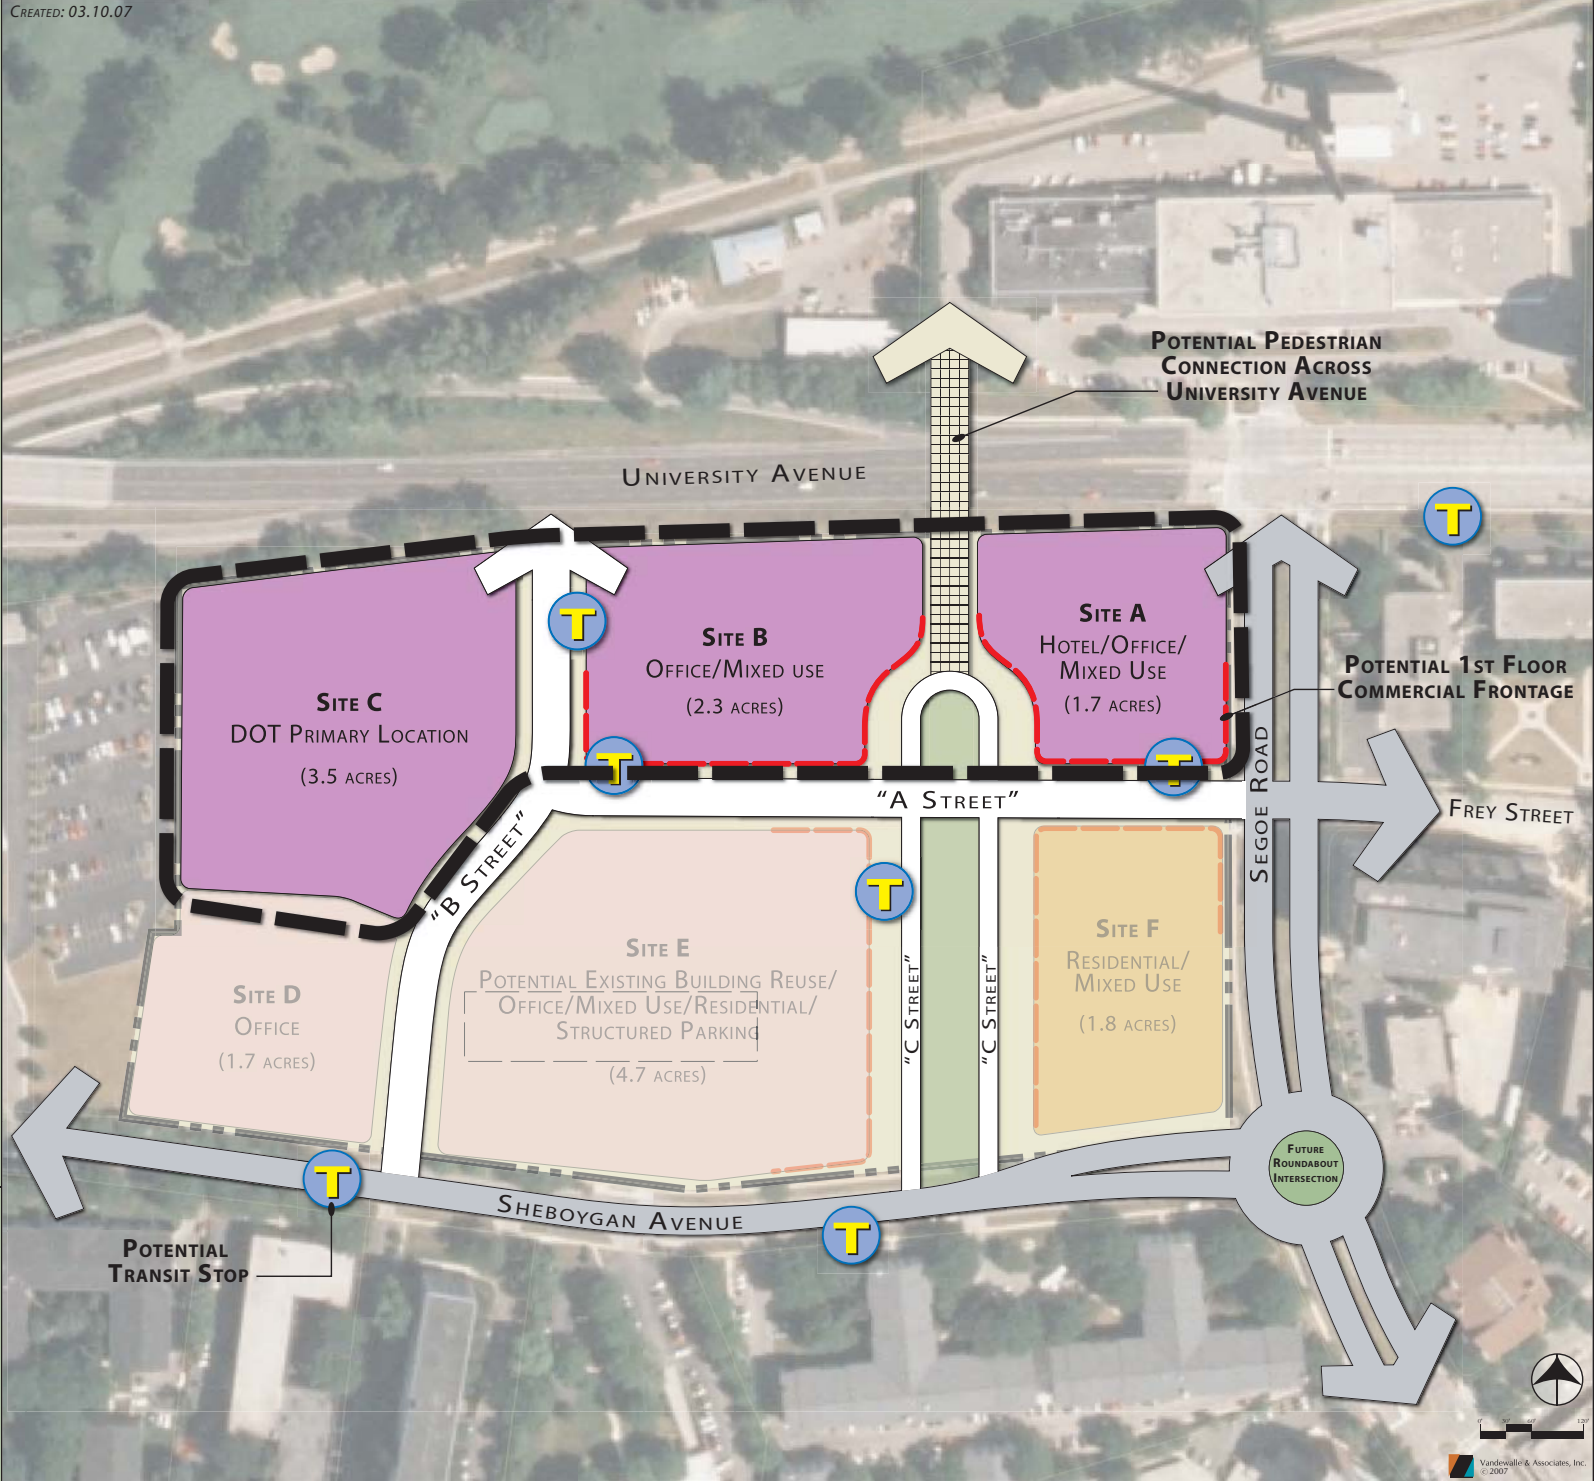 Created: 03.10.07
Potential Pedestrian
Connection Across
University Avenue
University Avenue
T
T
Site A
Hotel/Office/
Mixed Use
(1.7 acres)
Site B
Office/Mixed use
(2.3 acres)
Potential 1st Floor
Commercial Frontage
Site C
DOT Primary Location
(3.5 acres)
T
T
"A Street"
Segoe Road
Frey Street
"B Street"
T
Site E
Potential Existing Building Reuse/
Office/Mixed Use/Residential/
Structured Parking
(4.7 acres)
Site F
Residential/
Mixed Use
(1.8 acres)
Site D
Office
(1.7 acres)
"C Street"
"C Street"
Future
Roundabout
Intersection
T
Sheboygan Avenue
T
Potential
Transit Stop
0' 30' 60' 120'
Vandewalle & Associates, Inc.
© 2007